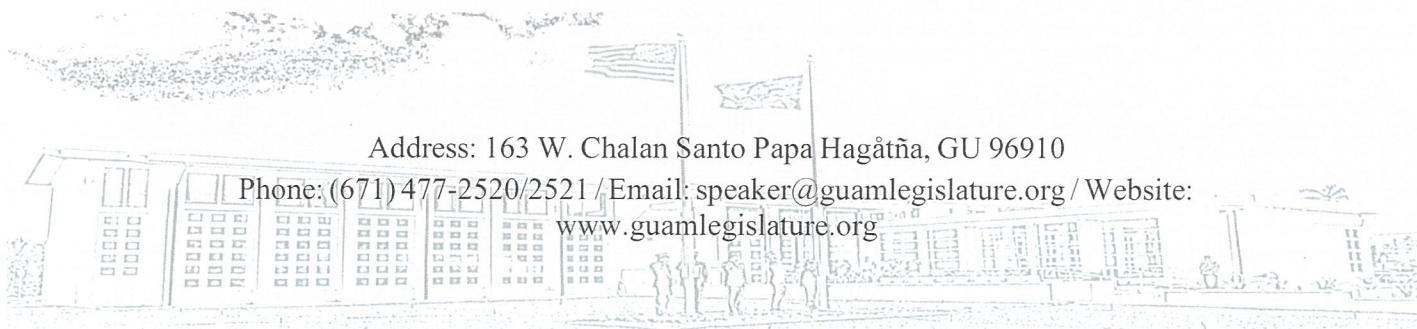 Address: 163 W. Chalan Santo Papa Hagåtña, GU 96910
Phone: (671) 477-2520/2521 / Email: speaker@guamlegislature.org / Website:
www.guamlegislature.org